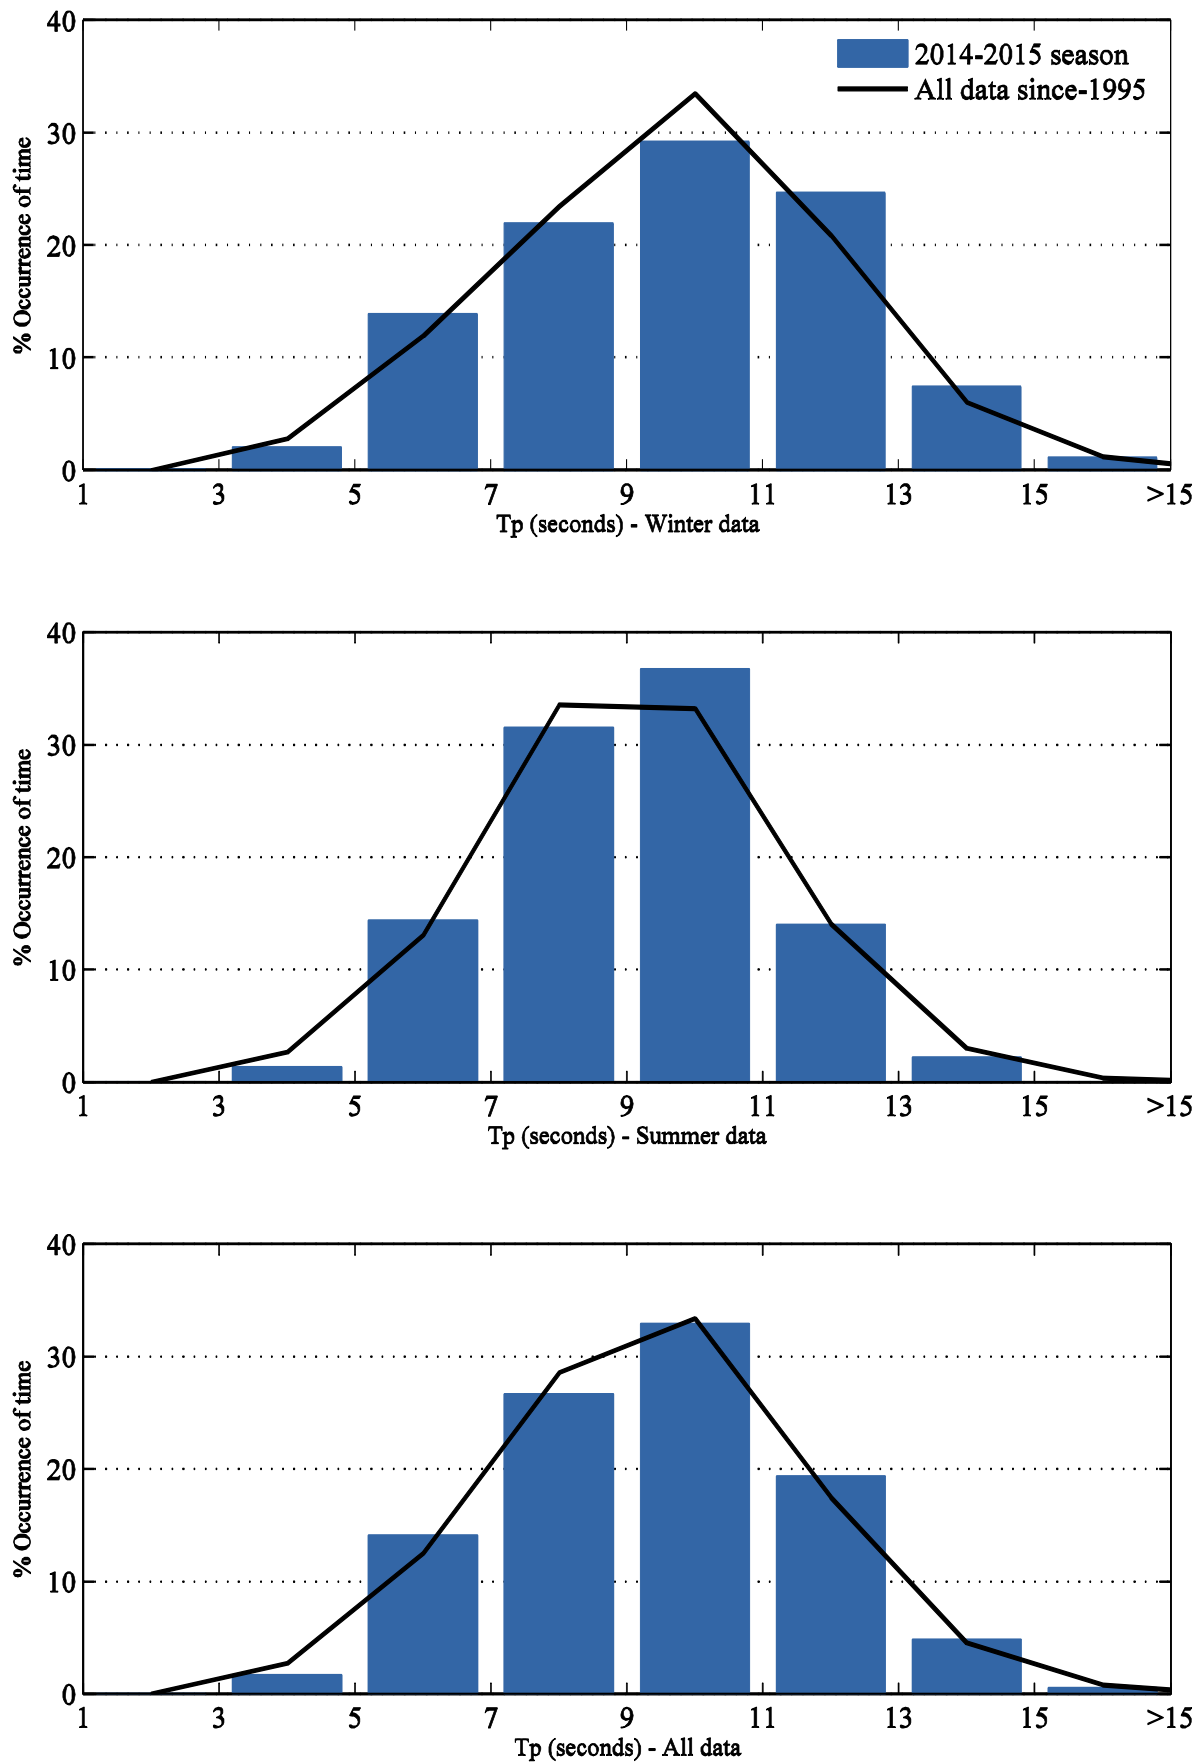 40
2014-2015 season
All data since-1995
30
20
10
0
% Occurrence of time
1 3 5 7 9 11 13 15 >15
Tp (seconds) - Winter data
40
30
20
10
0
% Occurrence of time
1 3 5 7 9 11 13 15 >15
Tp (seconds) - Summer data
40
30
20
10
0
% Occurrence of time
1 3 5 7 9 11 13 15 >15
Tp (seconds) - All data